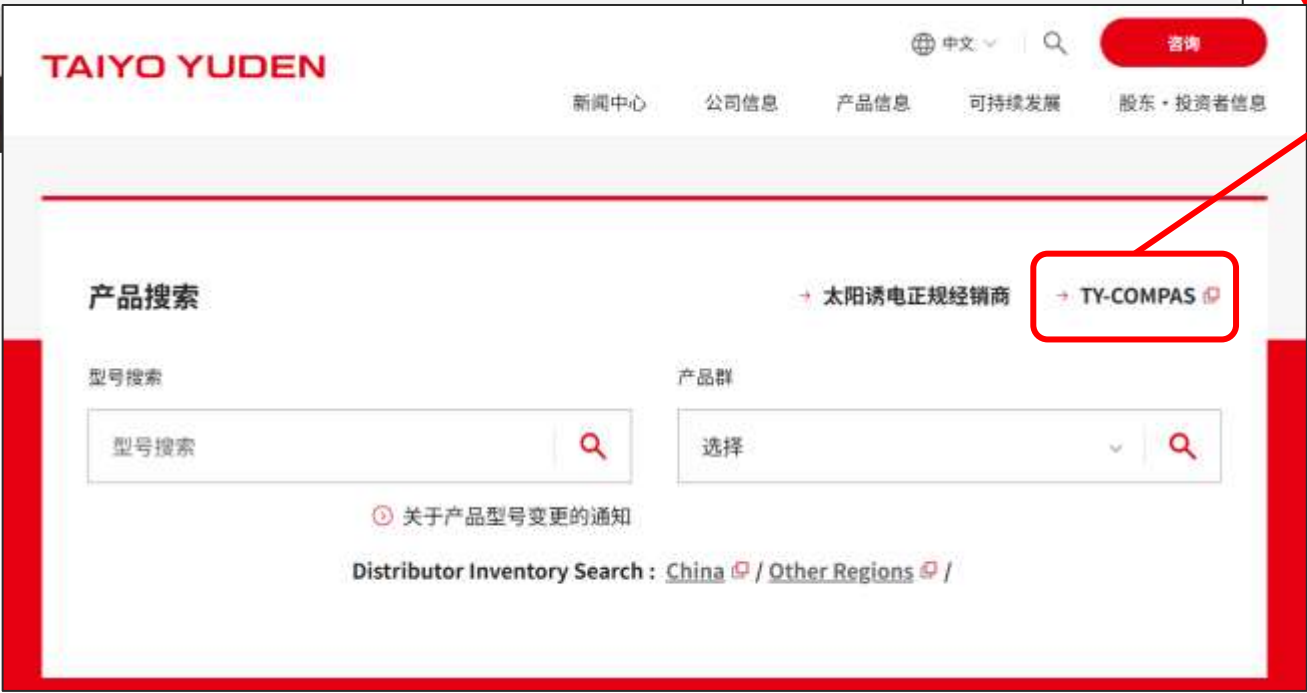 TAIYO YUDEN
中文
咨询
新闻中心 公司信息 产品信息 可持续发展 股东・投资者信息
产品搜索
→ 太阳诱电正规经销商 → TY-COMPAS
型号搜索 产品群
型号搜索 选择
关于产品型号变更的通知
Distributor Inventory Search : China / Other Regions /